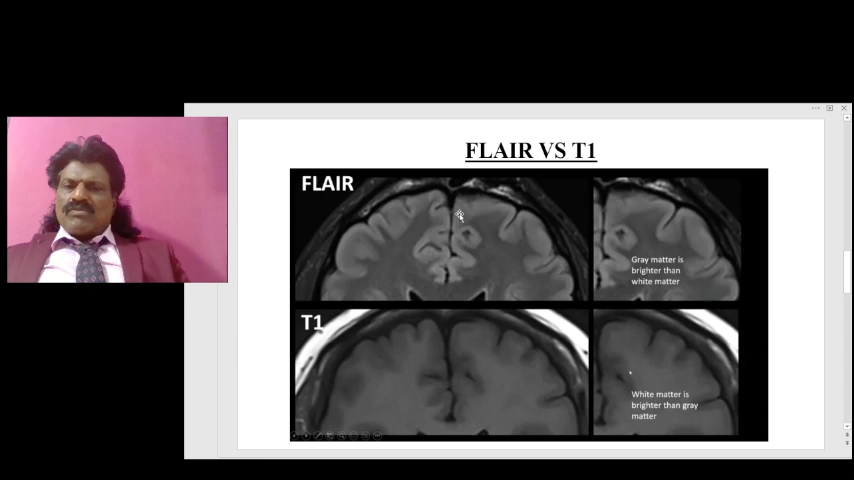 FLAIR VS T1
FLAIR
Gray matter is
brighter than
white matter
T1
White matter is
brighter than gray
matter